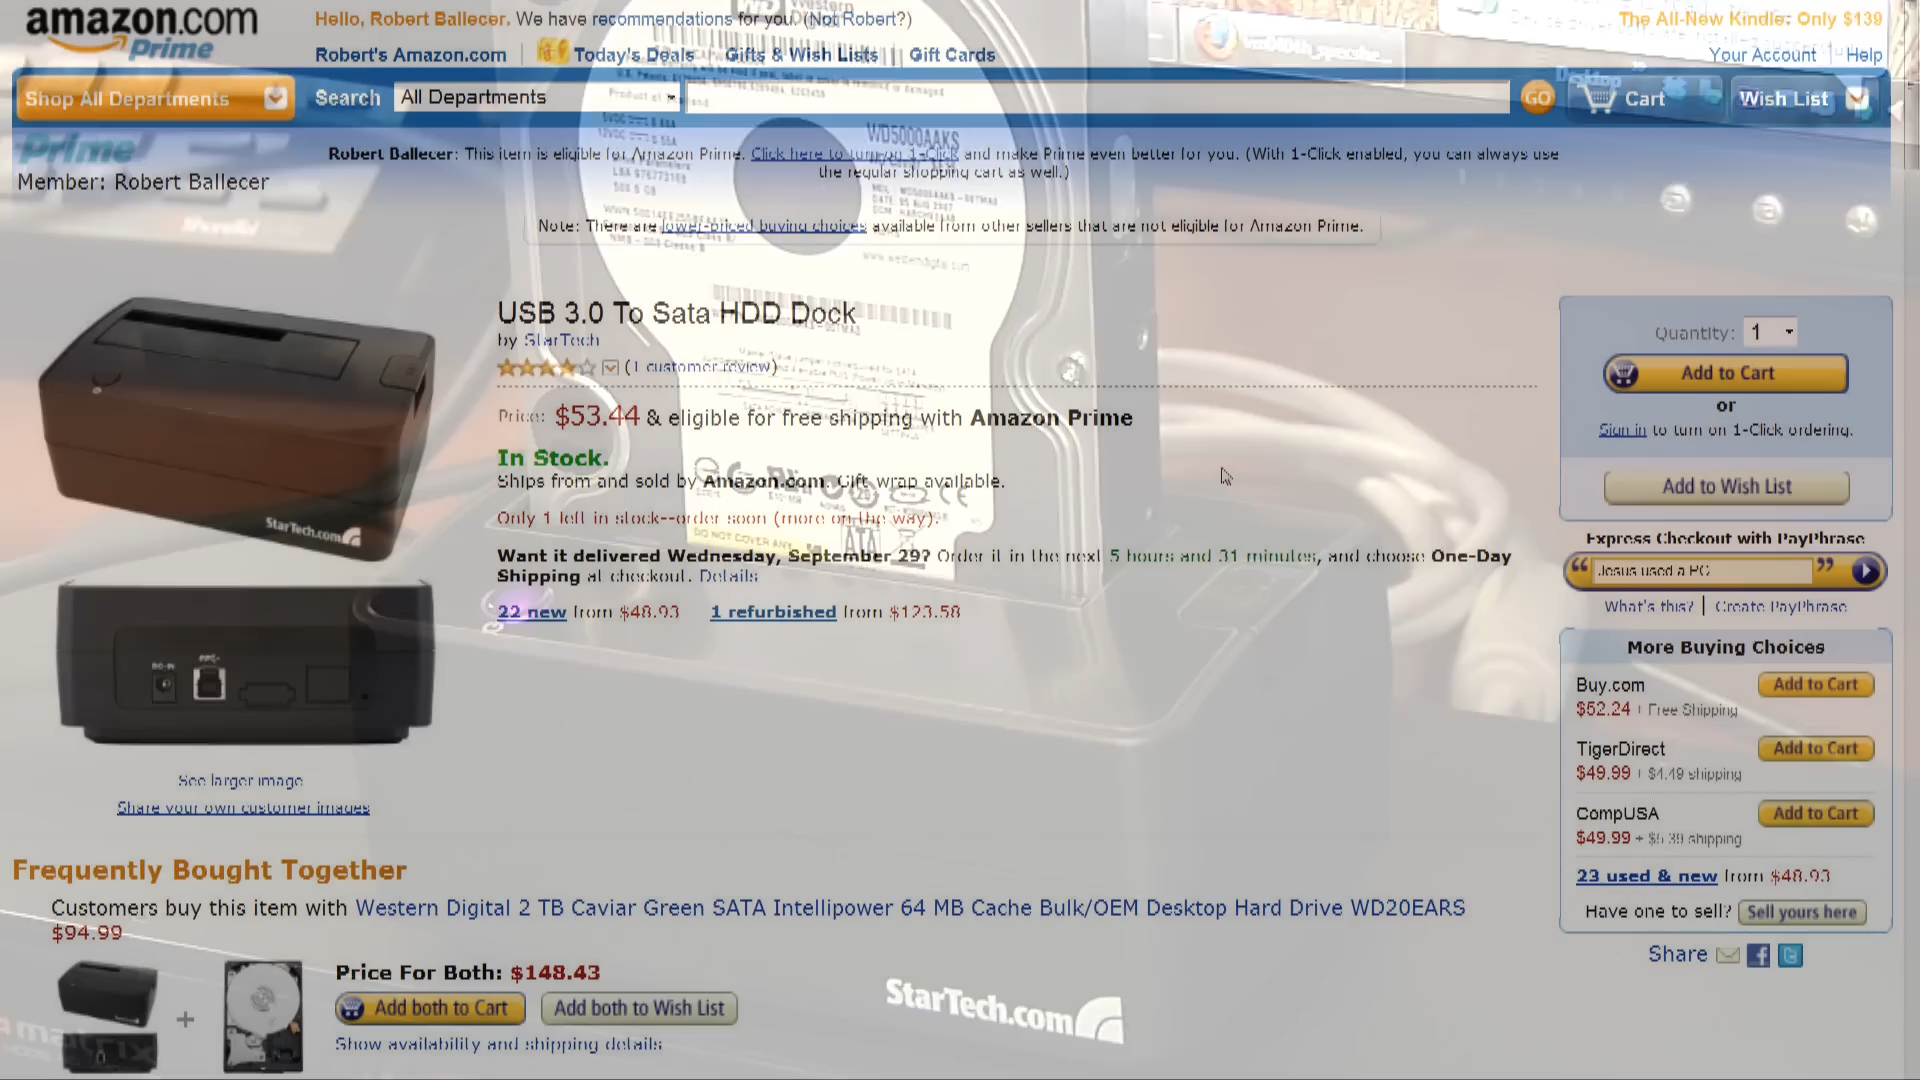 amazon.com
Prime
Hello, Robert Ballecer. We have recommendations for you. (Not Robert?)
The All-New Kindle: Only $139
Robert's Amazon.com
Today's Deals
Gifts & Wish Lists
Gift Cards
Your Account
Help
Shop All Departments
Search
All Departments
GO
Desktop
Cart
Wish List
Prime
Member: Robert Ballecer
Robert Ballecer: This item is eligible for Amazon Prime. Click here to turn on 1-Click and make Prime even better for you. (With 1-Click enabled, you can always use
the regular shopping cart as well.)
Note: There are lower-priced buying choices available from other sellers that are not eligible for Amazon Prime.
Western
WD5000AAKS
www.westerndigital.com
USB 3.0 To Sata HDD Dock
by StarTech
(1 customer review)
Price: $53.44 & eligible for free shipping with Amazon Prime
In Stock.
Ships from and sold by Amazon.com. Gift wrap available.
Only 1 left in stock--order soon (more on the way).
DO NOT COVER ANY
SATA
Want it delivered Wednesday, September 29? Order it in the next 5 hours and 31 minutes, and choose One-Day
Shipping at checkout. Details
22 new from $48.93
1 refurbished from $123.58
StarTech.com
DC-IN
See larger image
Share your own customer images
Quantity: 1
Add to Cart
or
Sign in to turn on 1-Click ordering.
Add to Wish List
Express Checkout with PayPhrase
“ Jesus used a PC ”
What's this? | Create PayPhrase
More Buying Choices
Buy.com
Add to Cart
$52.24 + Free Shipping
TigerDirect
Add to Cart
$49.99 + $4.49 shipping
CompUSA
Add to Cart
$49.99 + $5.39 shipping
23 used & new from $48.93
Have one to sell? Sell yours here
Share
Frequently Bought Together
Customers buy this item with Western Digital 2 TB Caviar Green SATA Intellipower 64 MB Cache Bulk/OEM Desktop Hard Drive WD20EARS
$94.99
Price For Both: $148.43
+
Add both to Cart
Add both to Wish List
Show availability and shipping details
StarTech.com